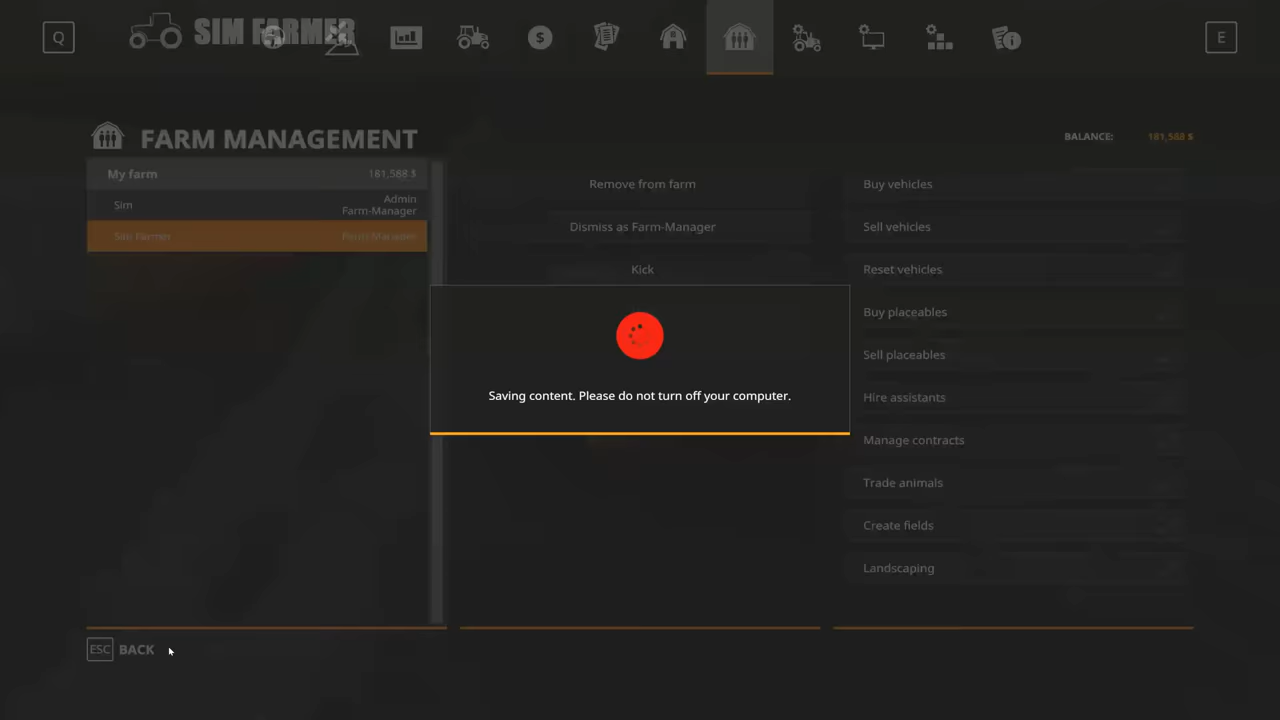 Q
SIM FARMER
$
E
FARM MANAGEMENT
BALANCE: 181,588 $
My farm 181,588 $
Sim Admin
Farm-Manager
Sim Farmer Farm-Manager
Remove from farm
Dismiss as Farm-Manager
Kick
Buy vehicles
Sell vehicles
Reset vehicles
Buy placeables
Sell placeables
Hire assistants
Manage contracts
Trade animals
Create fields
Landscaping
Saving content. Please do not turn off your computer.
ESC BACK